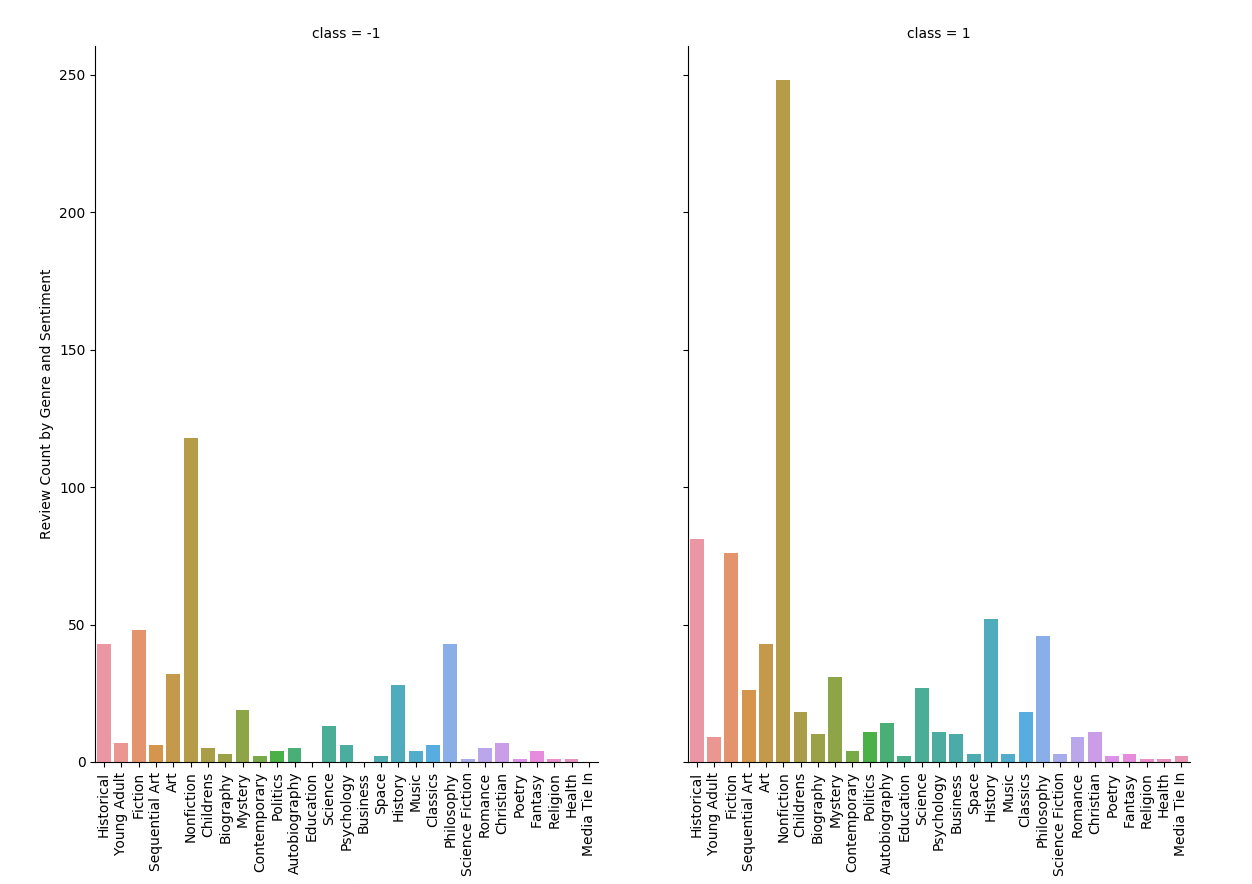 class = -1
class = 1
Review Count by Genre and Sentiment
250
200
150
100
50
0
Historical
Young Adult
Fiction
Sequential Art
Art
Nonfiction
Childrens
Biography
Mystery
Contemporary
Politics
Autobiography
Education
Science
Psychology
Business
Space
History
Music
Classics
Philosophy
Science Fiction
Romance
Christian
Poetry
Fantasy
Religion
Health
Media Tie In
Historical
Young Adult
Fiction
Sequential Art
Art
Nonfiction
Childrens
Biography
Mystery
Contemporary
Politics
Autobiography
Education
Science
Psychology
Business
Space
History
Music
Classics
Philosophy
Science Fiction
Romance
Christian
Poetry
Fantasy
Religion
Health
Media Tie In